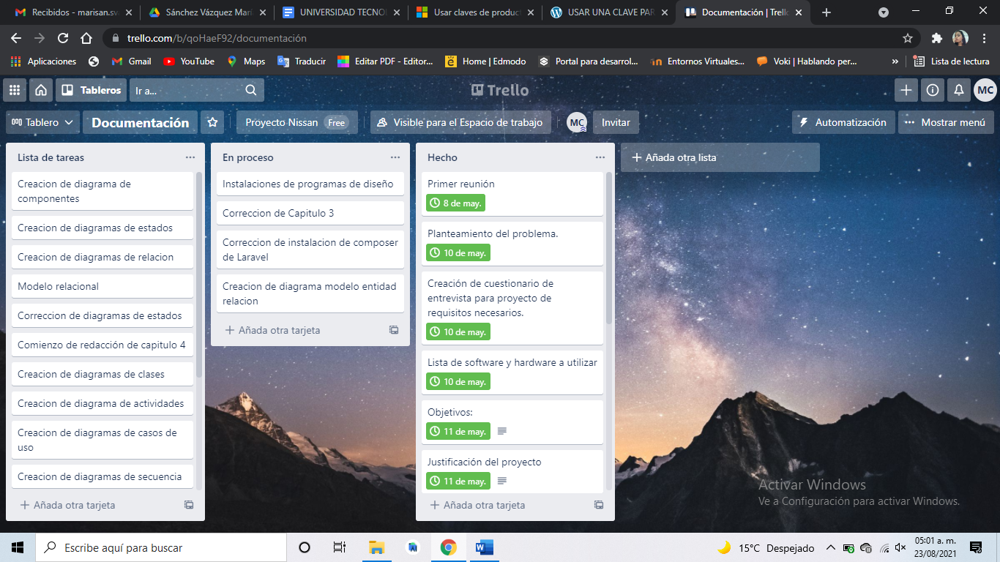 Recibidos - marisan.sv
Sánchez Vázquez Marí
UNIVERSIDAD TECNOL
Usar claves de product
USAR UNA CLAVE PAR
Documentación | Trello
trello.com/b/qoHaeF92/documentación
Aplicaciones
Gmail
YouTube
Maps
Traducir
Editar PDF - Editor...
Home | Edmodo
Portal para desarrol...
Entornos Virtuales...
Voki | Hablando per...
»
Lista de lectura
Tableros
Ir a...
Trello
MC
Tablero
Documentación
Proyecto Nissan Free
Visible para el Espacio de trabajo
MC
Invitar
Automatización
Mostrar menú
Lista de tareas
Creacion de diagrama de
componentes
Creacion de diagramas de estados
Creacion de diagramas de relacion
Modelo relacional
Correccion de diagramas de estados
Comienzo de redacción de capitulo 4
Creacion de diagramas de clases
Creacion de diagrama de actividades
Creacion de diagramas de casos de
uso
Creacion de diagramas de secuencia
+ Añada otra tarjeta
En proceso
Instalaciones de programas de diseño
Correccion de Capitulo 3
Correccion de instalacion de composer
de Laravel
Creacion de diagrama modelo entidad
relacion
+ Añada otra tarjeta
Hecho
Primer reunión
8 de may.
Planteamiento del problema.
10 de may.
Creación de cuestionario de
entrevista para proyecto de
requisitos necesarios.
10 de may.
Lista de software y hardware a utilizar
10 de may.
Objetivos:
11 de may.
Justificación del proyecto
11 de may.
+ Añada otra tarjeta
+ Añada otra lista
Activar Windows
Ve a Configuración para activar Windows.
Escribe aquí para buscar
15°C Despejado
05:01 a. m.
23/08/2021